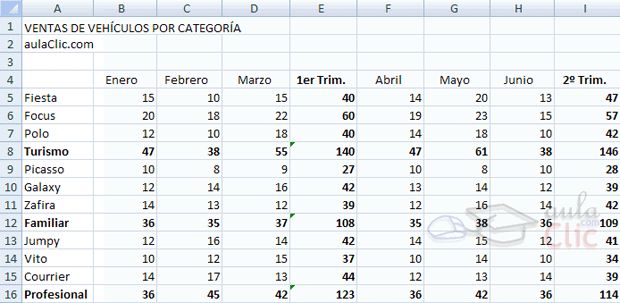 A B C D E F G H I
1 VENTAS DE VEHÍCULOS POR CATEGORÍA
2 aulaClic.com
3
4 Enero Febrero Marzo 1er Trim. Abril Mayo Junio 2º Trim.
5 Fiesta 15 10 15 40 14 20 13 47
6 Focus 20 18 22 60 19 23 15 57
7 Polo 12 10 18 40 14 18 10 42
8 Turismo 47 38 55 140 47 61 38 146
9 Picasso 10 8 9 27 10 8 10 28
10 Galaxy 12 14 16 42 13 14 12 39
11 Zafira 14 13 12 39 12 16 14 42
12 Familiar 36 35 37 108 35 38 36 109
13 Jumpy 12 16 14 42 14 15 12 41
14 Vito 10 12 15 37 10 14 10 34
15 Courrier 14 17 13 44 12 13 14 39
16 Profesional 36 45 42 123 36 42 36 114
aula
Clic